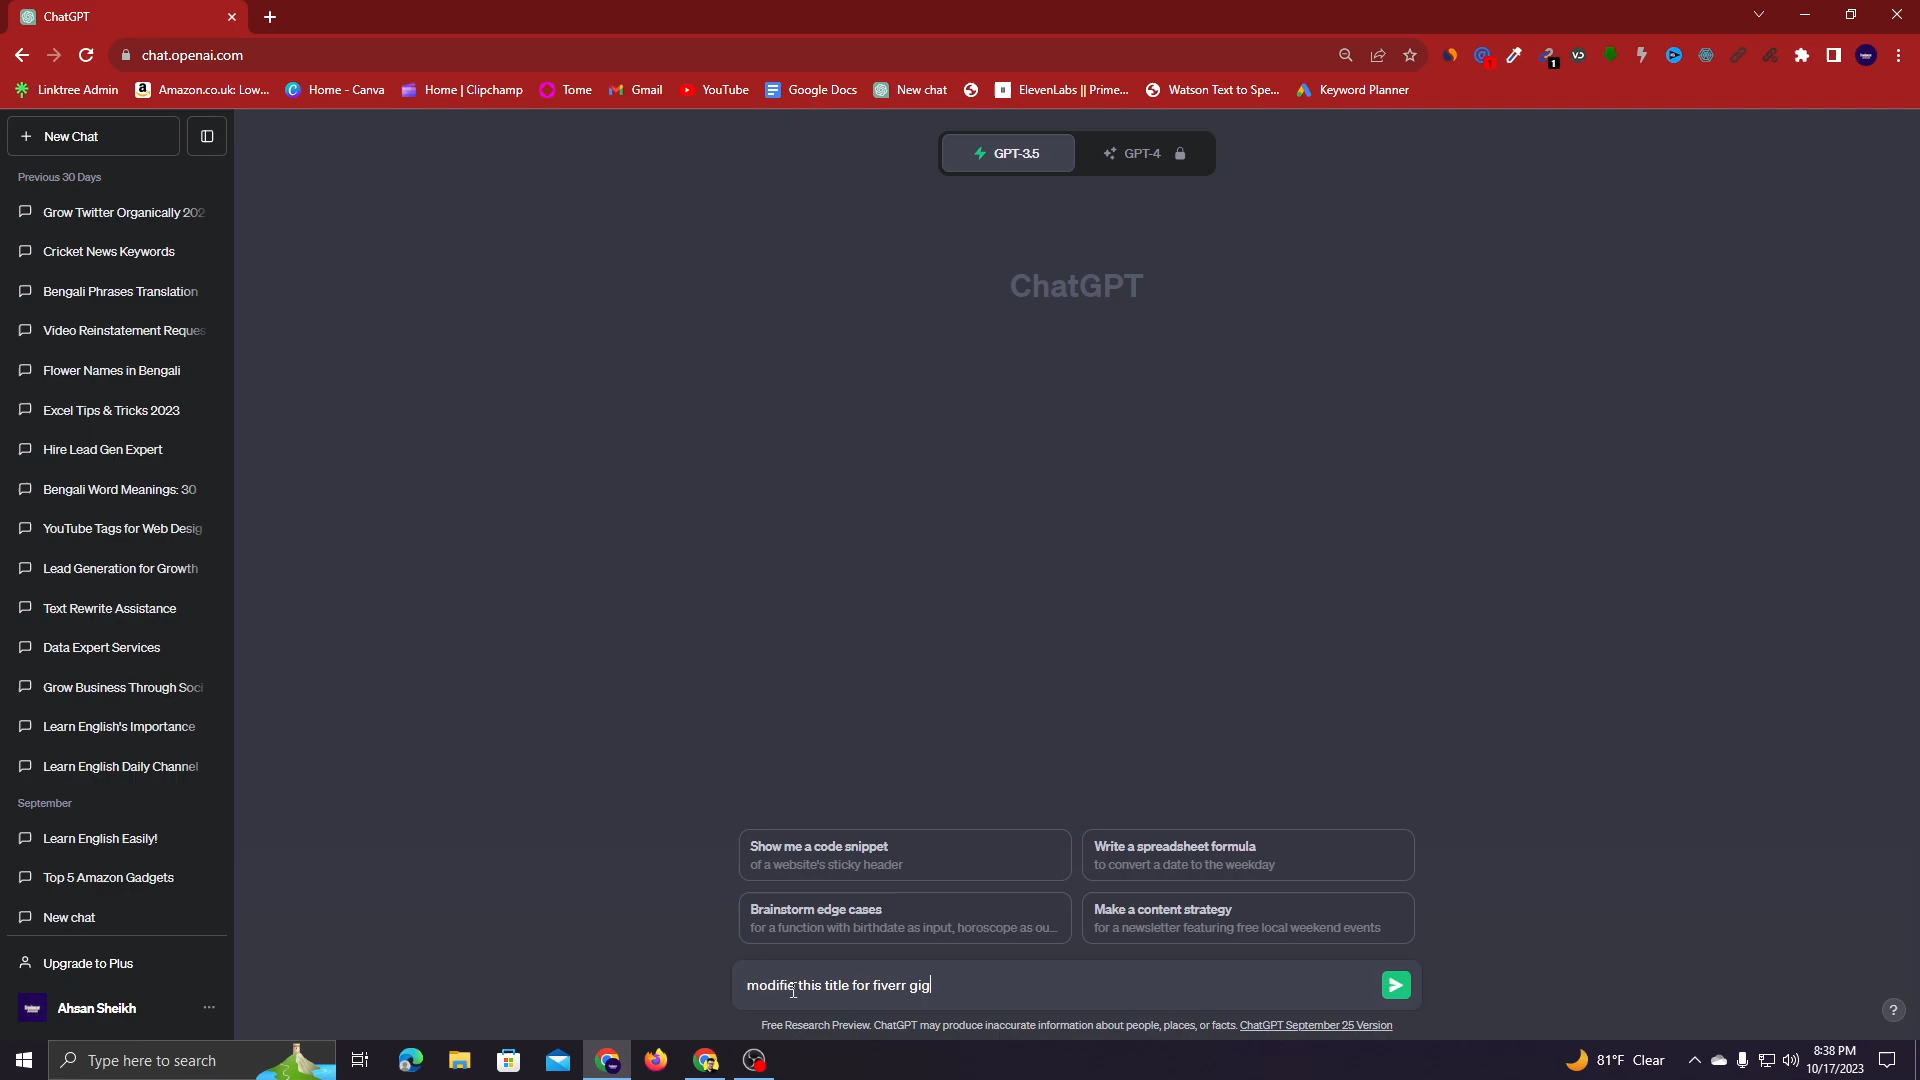 ChatGPT
chat.openai.com
1
1
Linktree Admin
Amazon.co.uk: Low...
Home - Canva
Home | Clipchamp
Tome
Gmail
YouTube
Google Docs
New chat
ElevenLabs || Prime...
Watson Text to Spe...
Keyword Planner
New Chat
GPT-3.5
GPT-4
Previous 30 Days
Grow Twitter Organically 202
Cricket News Keywords
ChatGPT
Bengali Phrases Translation
Video Reinstatement Reques
Flower Names in Bengali
Excel Tips & Tricks 2023
Hire Lead Gen Expert
Bengali Word Meanings: 30
YouTube Tags for Web Desig
Lead Generation for Growth
Text Rewrite Assistance
Data Expert Services
Grow Business Through Soci
Learn English's Importance
Learn English Daily Channel
September
Learn English Easily!
Top 5 Amazon Gadgets
New chat
Show me a code snippet
of a website's sticky header
Write a spreadsheet formula
to convert a date to the weekday
Brainstorm edge cases
for a function with birthdate as input, horoscope as ou...
Make a content strategy
for a newsletter featuring free local weekend events
Upgrade to Plus
modifie this title for fiverr gig
Ahsan Sheikh
?
Free Research Preview. ChatGPT may produce inaccurate information about people, places, or facts. ChatGPT September 25 Version
Type here to search
81°F Clear
8:38 PM
10/17/2023